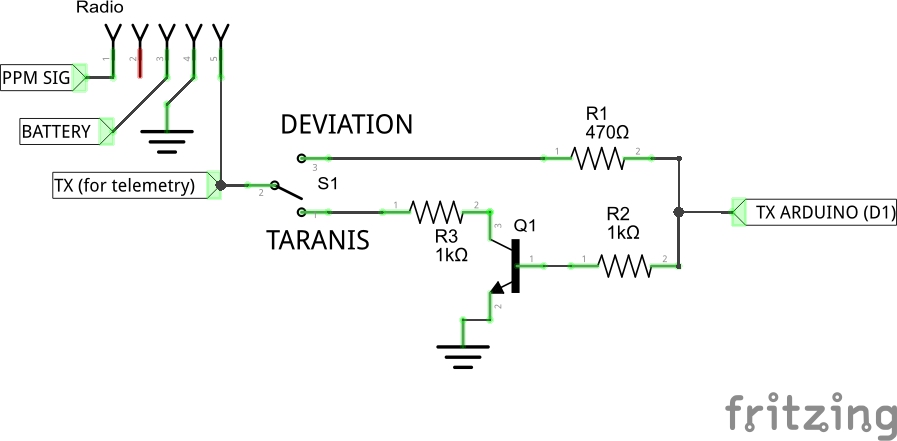 Radio
1 2 3 4 5
PPM SIG
BATTERY
TX (for telemetry)
DEVIATION
TARANIS
S1
3
2
1
R1
470Ω
1 2
R3
1kΩ
1 2
Q1
3
1
2
R2
1kΩ
1 2
TX ARDUINO (D1)
fritzing